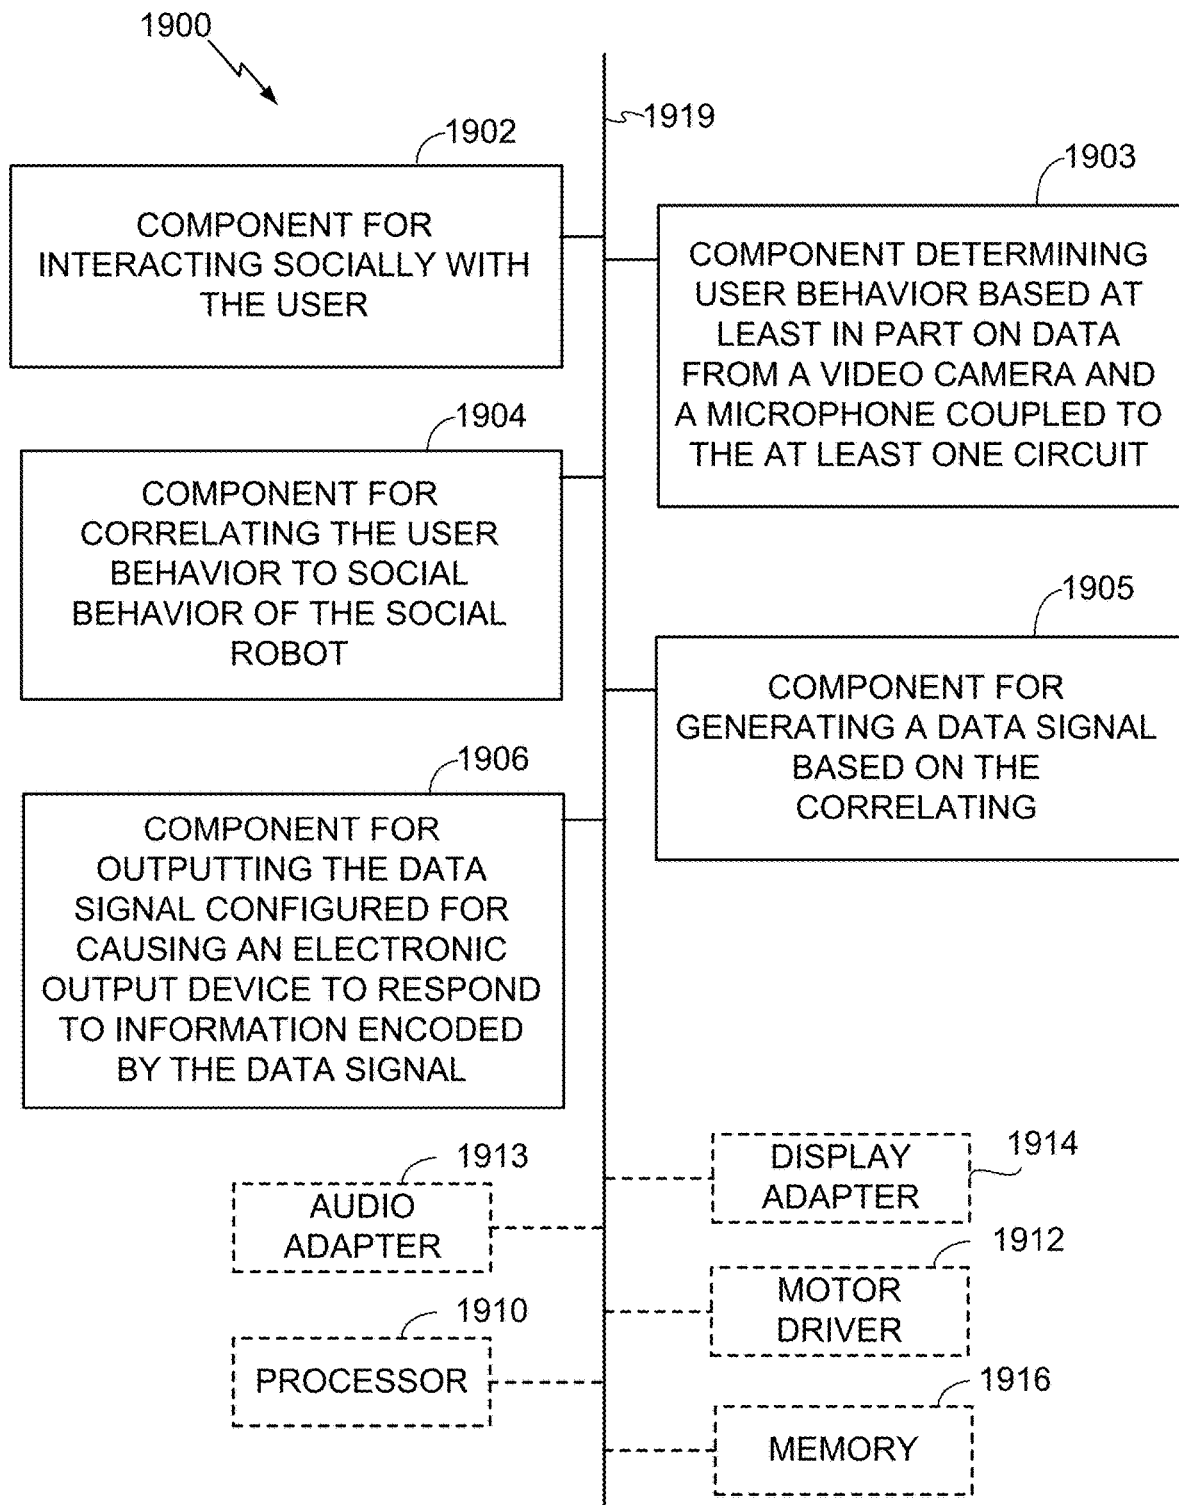 1900
1919
1902
COMPONENT FOR
INTERACTING SOCIALLY WITH
THE USER
1903
COMPONENT DETERMINING
USER BEHAVIOR BASED AT
LEAST IN PART ON DATA
FROM A VIDEO CAMERA AND
A MICROPHONE COUPLED TO
THE AT LEAST ONE CIRCUIT
1904
COMPONENT FOR
CORRELATING THE USER
BEHAVIOR TO SOCIAL
BEHAVIOR OF THE SOCIAL
ROBOT
1905
COMPONENT FOR
GENERATING A DATA SIGNAL
BASED ON THE
CORRELATING
1906
COMPONENT FOR
OUTPUTTING THE DATA
SIGNAL CONFIGURED FOR
CAUSING AN ELECTRONIC
OUTPUT DEVICE TO RESPOND
TO INFORMATION ENCODED
BY THE DATA SIGNAL
1914
DISPLAY
ADAPTER
1913
AUDIO
ADAPTER
1912
MOTOR
DRIVER
1910
PROCESSOR
1916
MEMORY